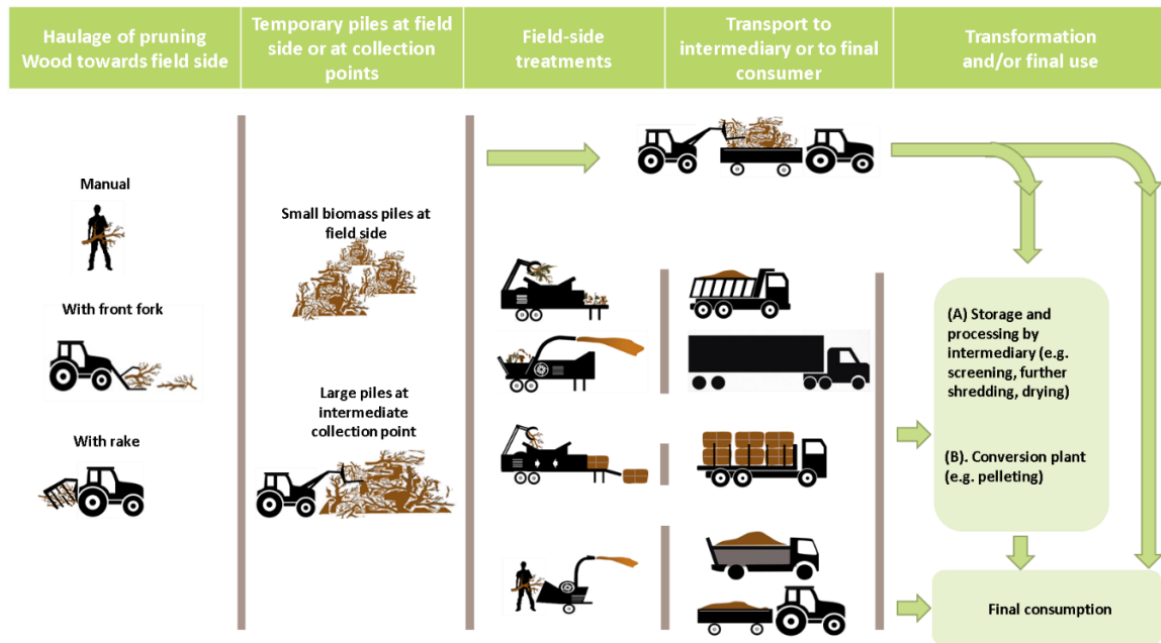 Haulage of pruning
Wood towards field side
Temporary piles at field
side or at collection
points
Field-side
treatments
Transport to
intermediary or to final
consumer
Transformation
and/or final use
Manual
With front fork
With rake
Small biomass piles at
field side
Large piles at
intermediate
collection point
(A) Storage and
processing by
intermediary (e.g.
screening, further
shredding, drying)
(B). Conversion plant
(e.g. pelleting)
Final consumption